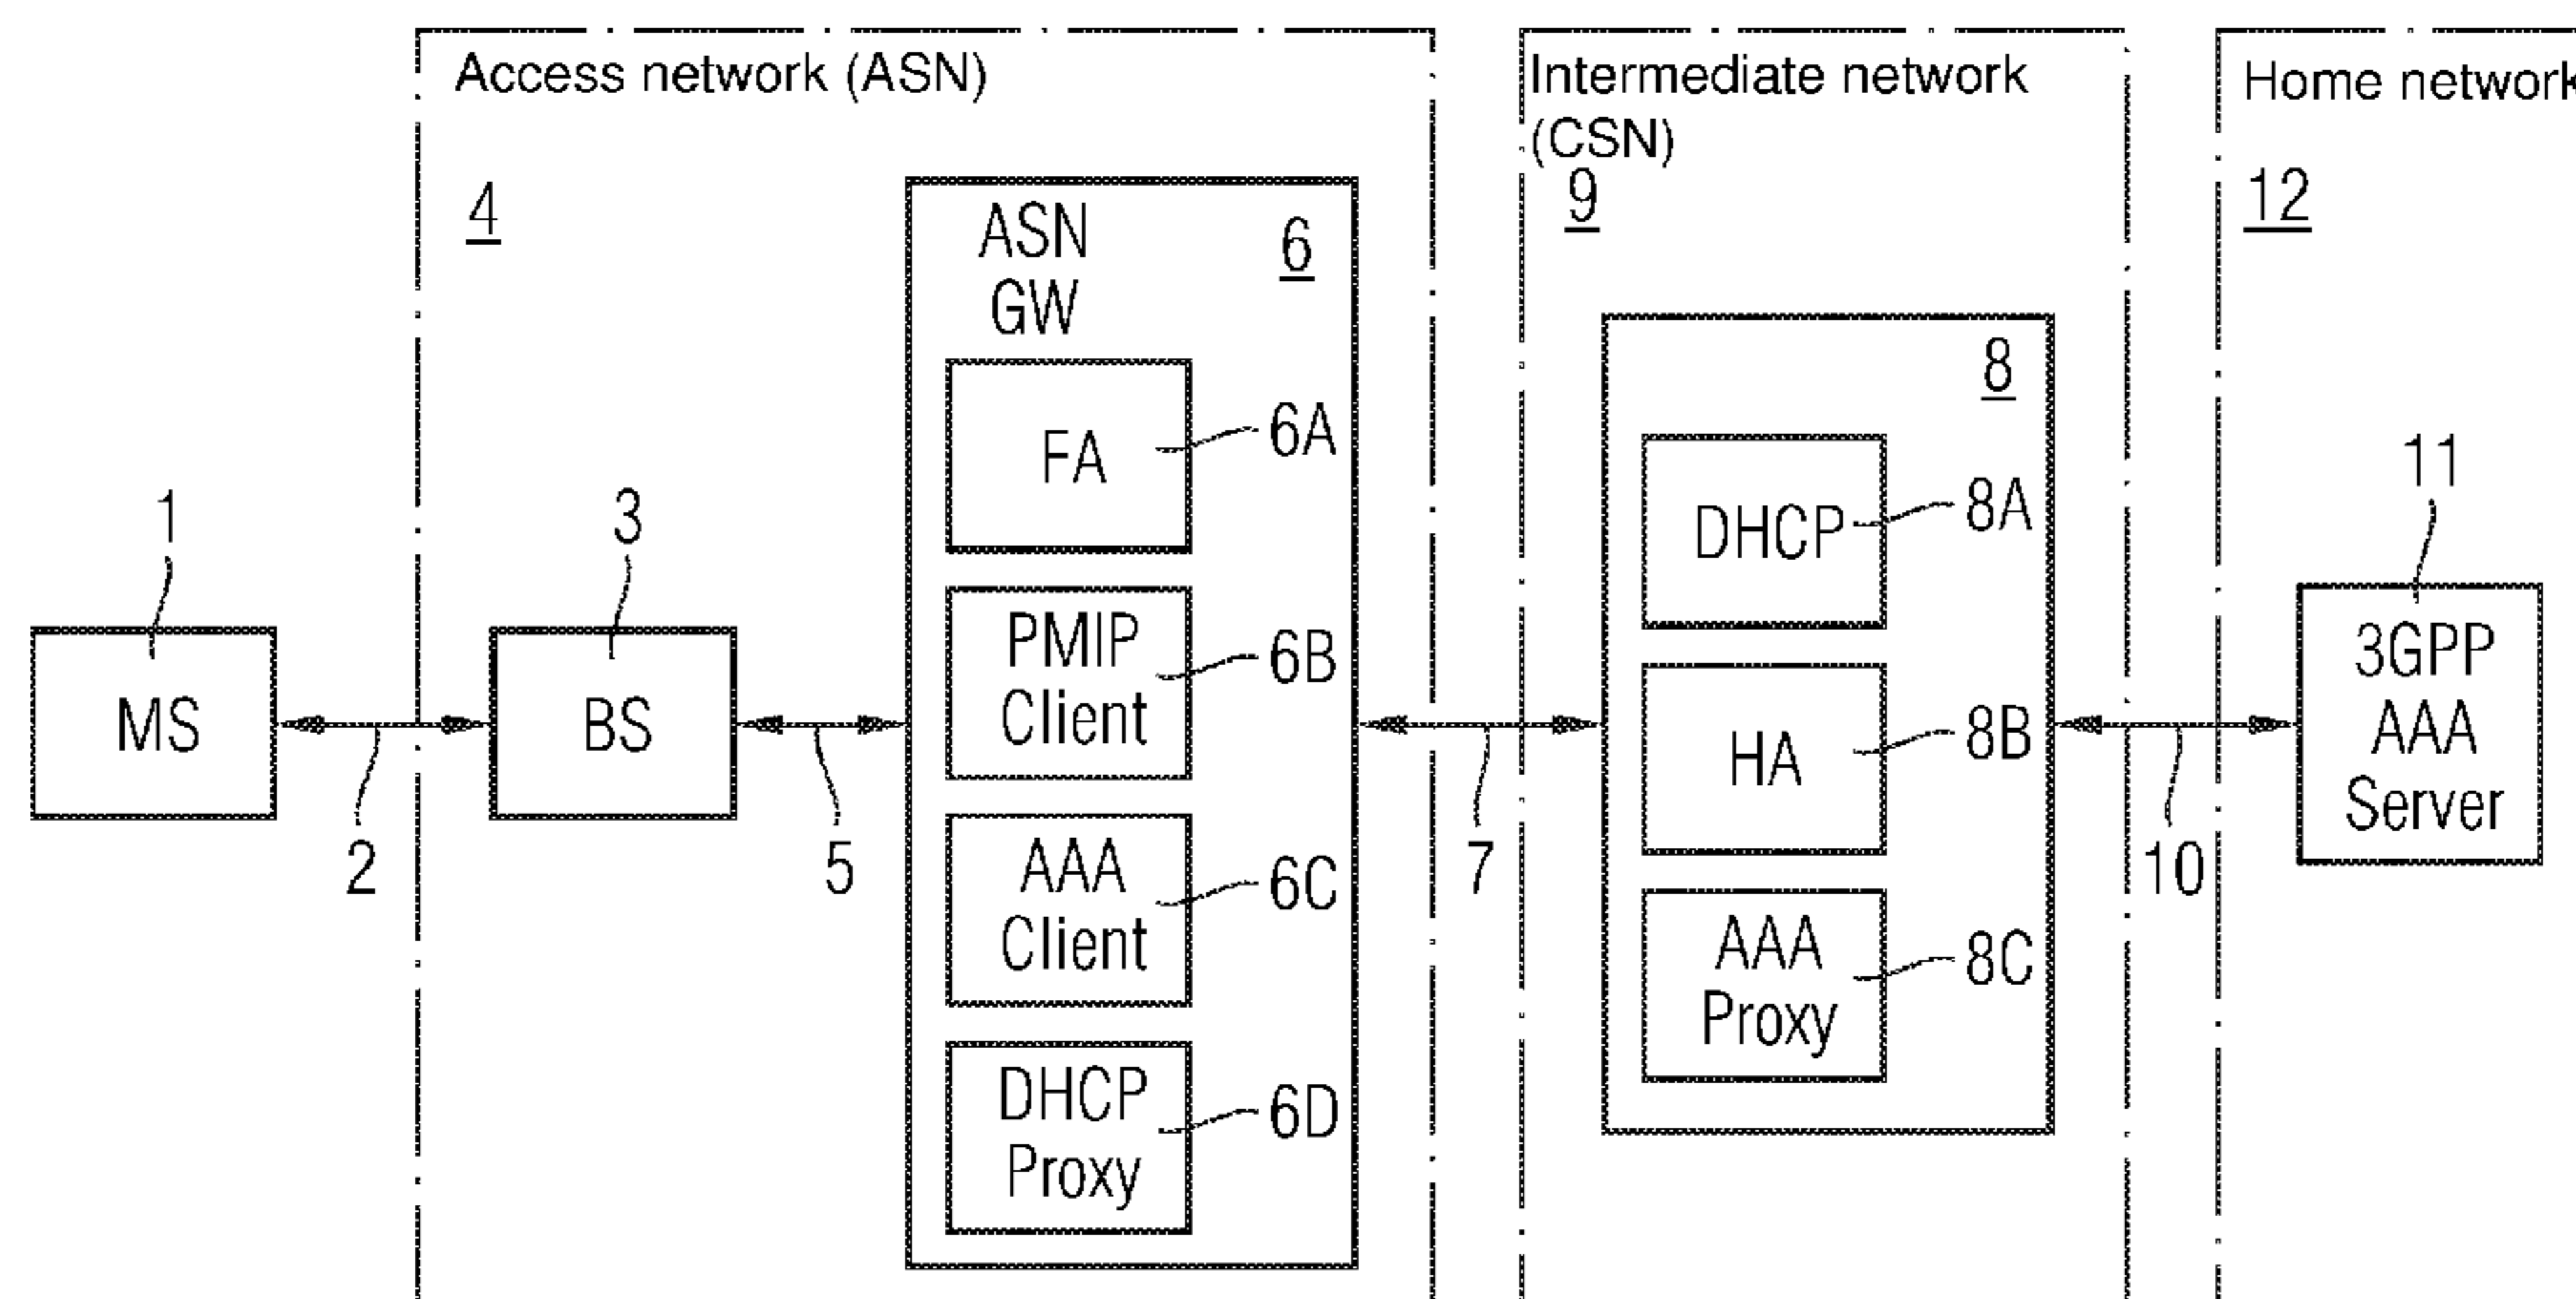 Access network (ASN)
4
Intermediate network
(CSN)
9
Home network
12
ASN
GW
6
FA
6A
PMIP
Client
6B
AAA
Client
6C
DHCP
Proxy
6D
8
DHCP
8A
HA
8B
AAA
Proxy
8C
1
MS
2
3
BS
5
7
10
11
3GPP
AAA
Server